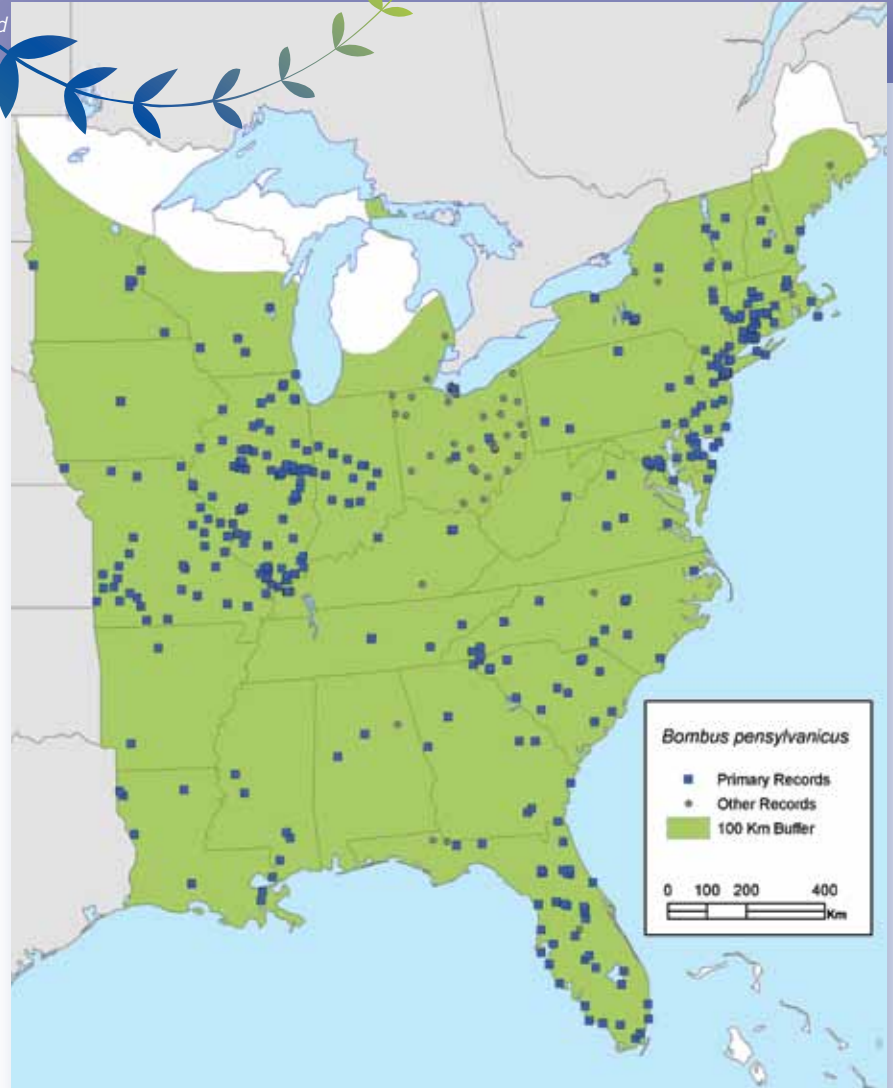 d
Bombus pensylvanicus
Primary Records
Other Records
100 Km Buffer
0 100 200 400
Km